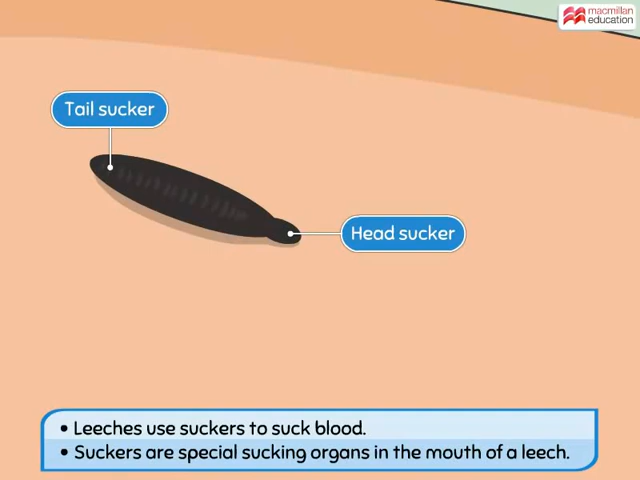 macmillan
education
Tail sucker
Head sucker
• Leeches use suckers to suck blood.
• Suckers are special sucking organs in the mouth of a leech.